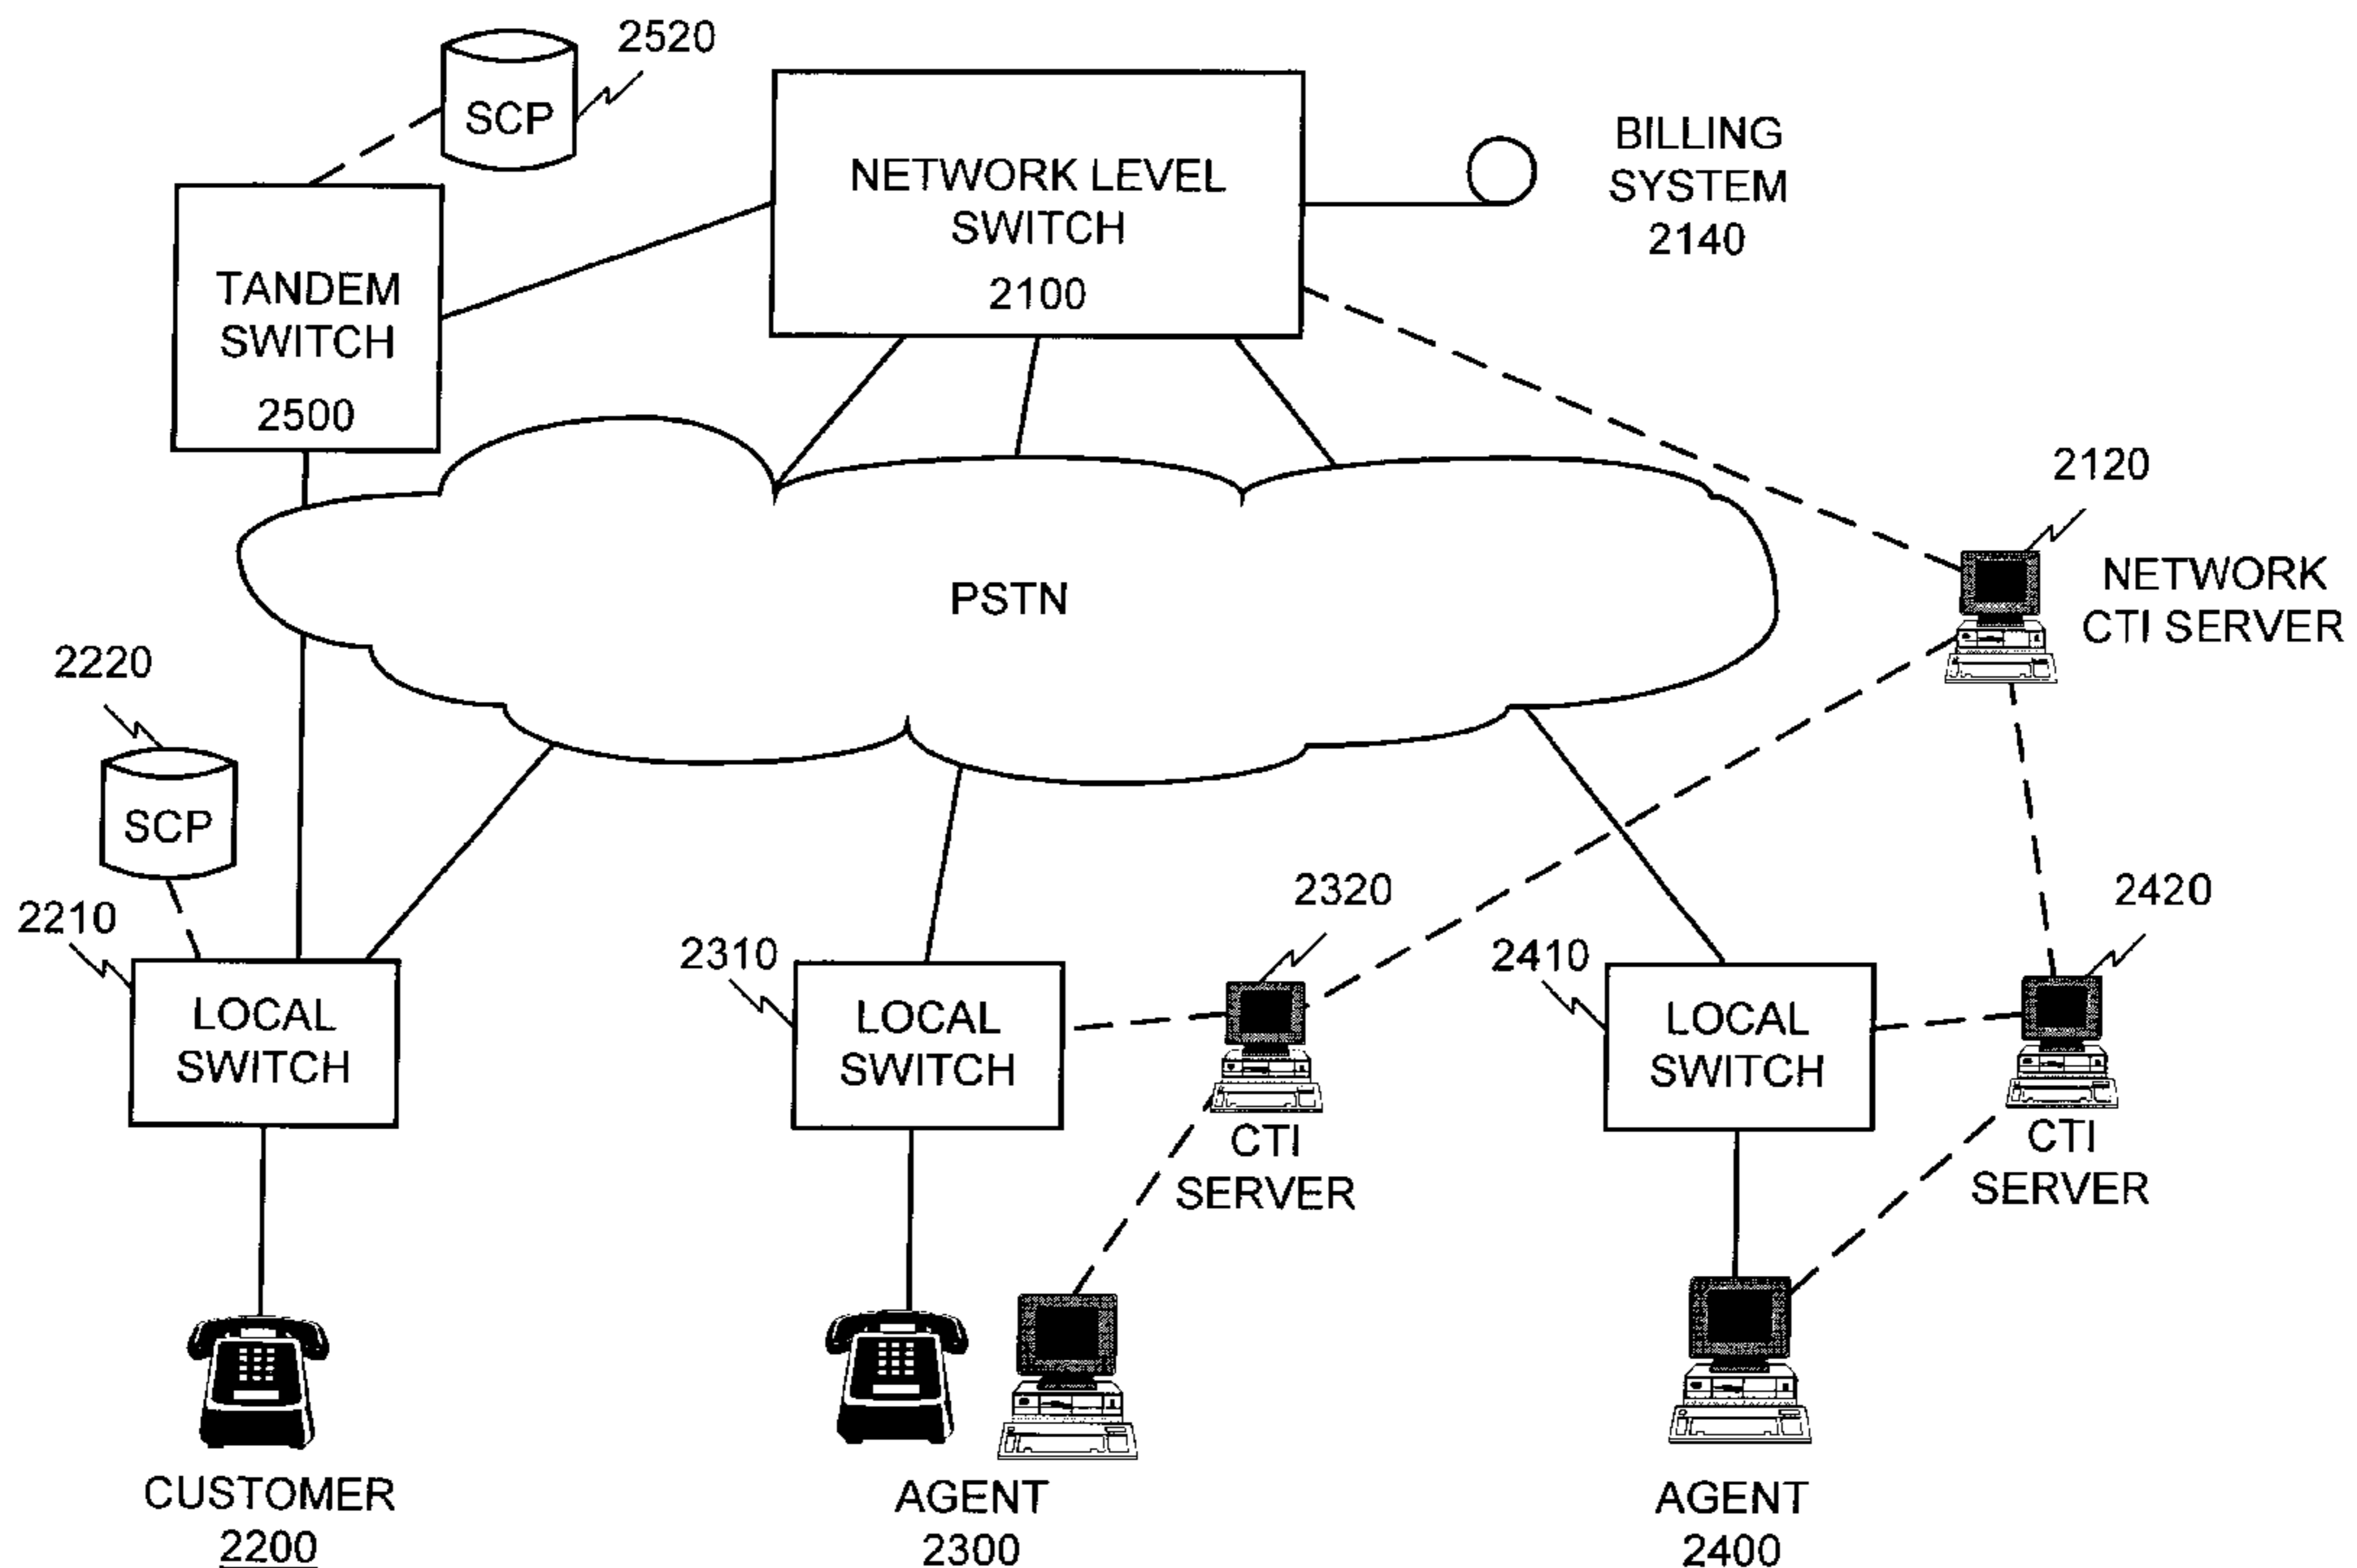 2520
SCP
NETWORK LEVEL
SWITCH
2100
BILLING
SYSTEM
2140
TANDEM
SWITCH
2500
2120
NETWORK
CTI SERVER
PSTN
2220
SCP
2210
LOCAL
SWITCH
2310
LOCAL
SWITCH
2320
CTI
SERVER
2410
LOCAL
SWITCH
2420
CTI
SERVER
CUSTOMER
2200
AGENT
2300
AGENT
2400